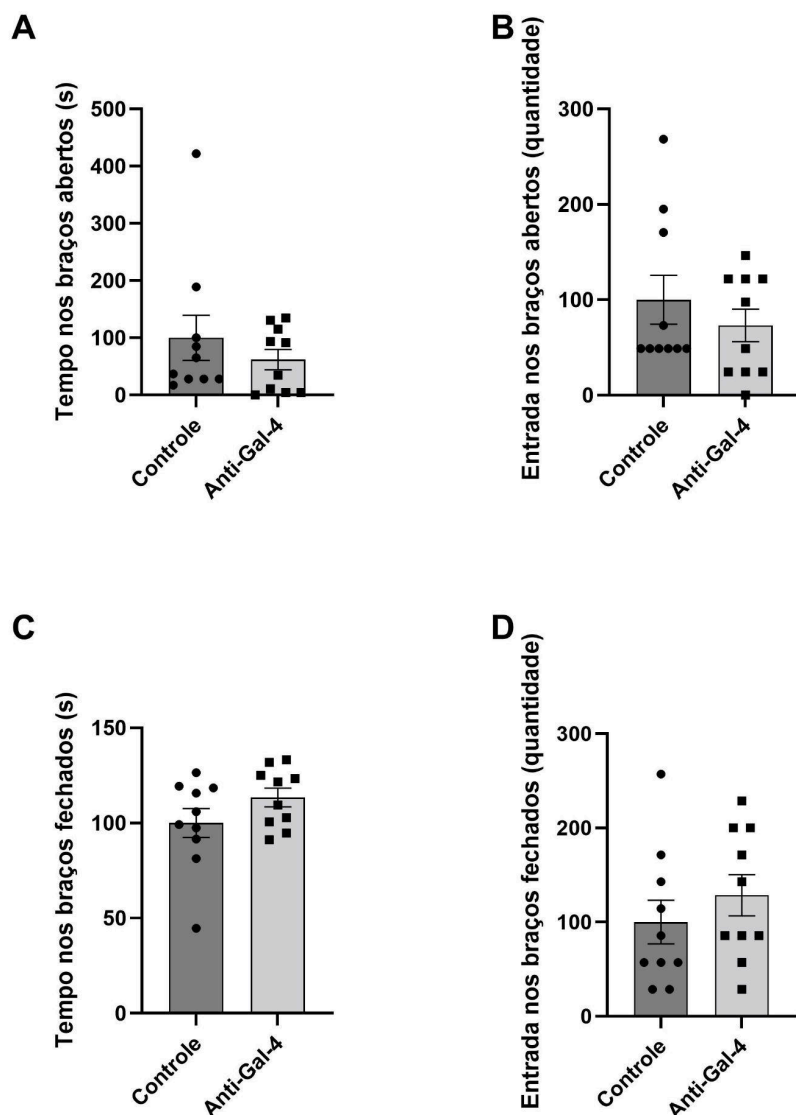 A
Tempo nos braços abertos (s)
500
400
300
200
100
0
Controle
Anti-Gal-4
B
Entrada nos braços abertos (quantidade)
300
200
100
0
Controle
Anti-Gal-4
C
Tempo nos braços fechados (s)
150
100
50
0
Controle
Anti-Gal-4
D
Entrada nos braços fechados (quantidade)
300
200
100
0
Controle
Anti-Gal-4